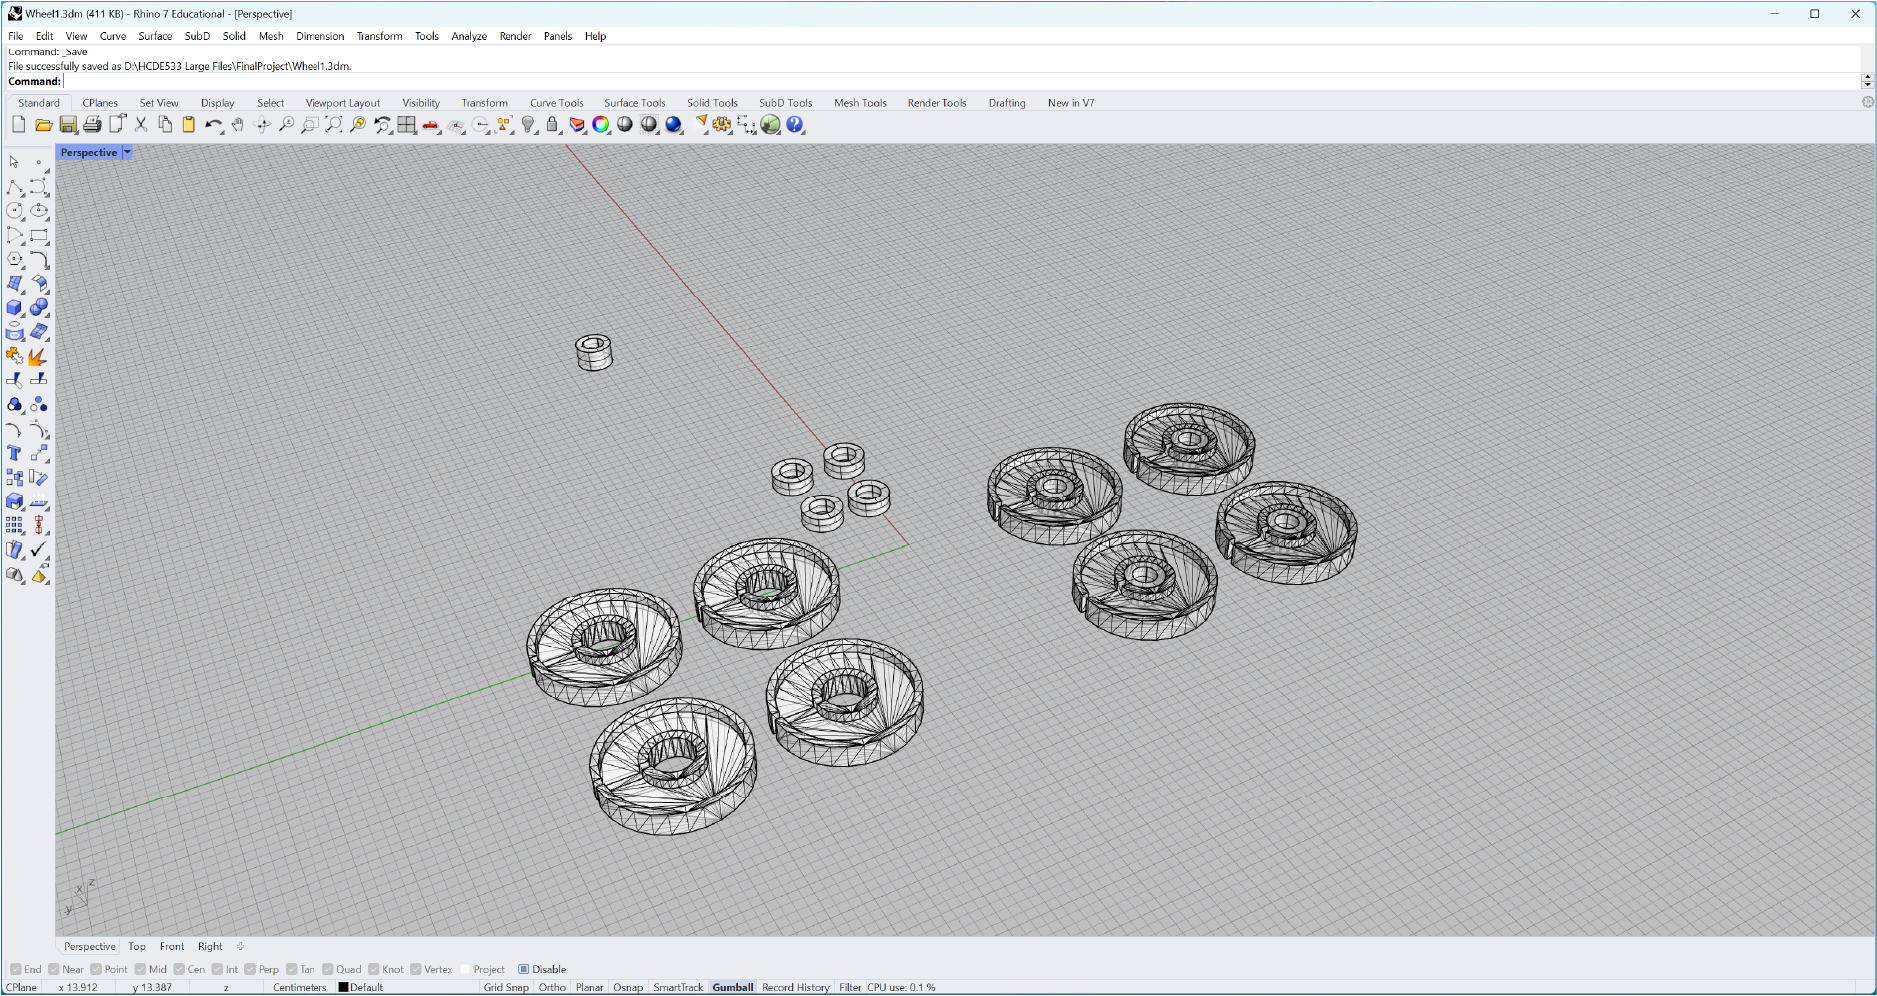 Wheel1.3dm (411 KB) - Rhino 7 Educational - [Perspective]
File Edit View Curve Surface SubD Solid Mesh Dimension Transform Tools Analyze Render Panels Help
Command: _Save
File successfully saved as D:\HCDE533 Large Files\FinalProject\Wheel1.3dm.
Command:
Standard CPlanes Set View Display Select Viewport Layout Visibility Transform Curve Tools Surface Tools Solid Tools SubD Tools Mesh Tools Render Tools Drafting New in V7
Perspective
z
x
y
Perspective Top Front Right
End Near Point Mid Cen Int Perp Tan Quad Knot Vertex Project Disable
CPlane x 13.912 y 13.387 z Centimeters Default Grid Snap Ortho Planar Osnap SmartTrack Gumball Record History Filter CPU use: 0.1 %